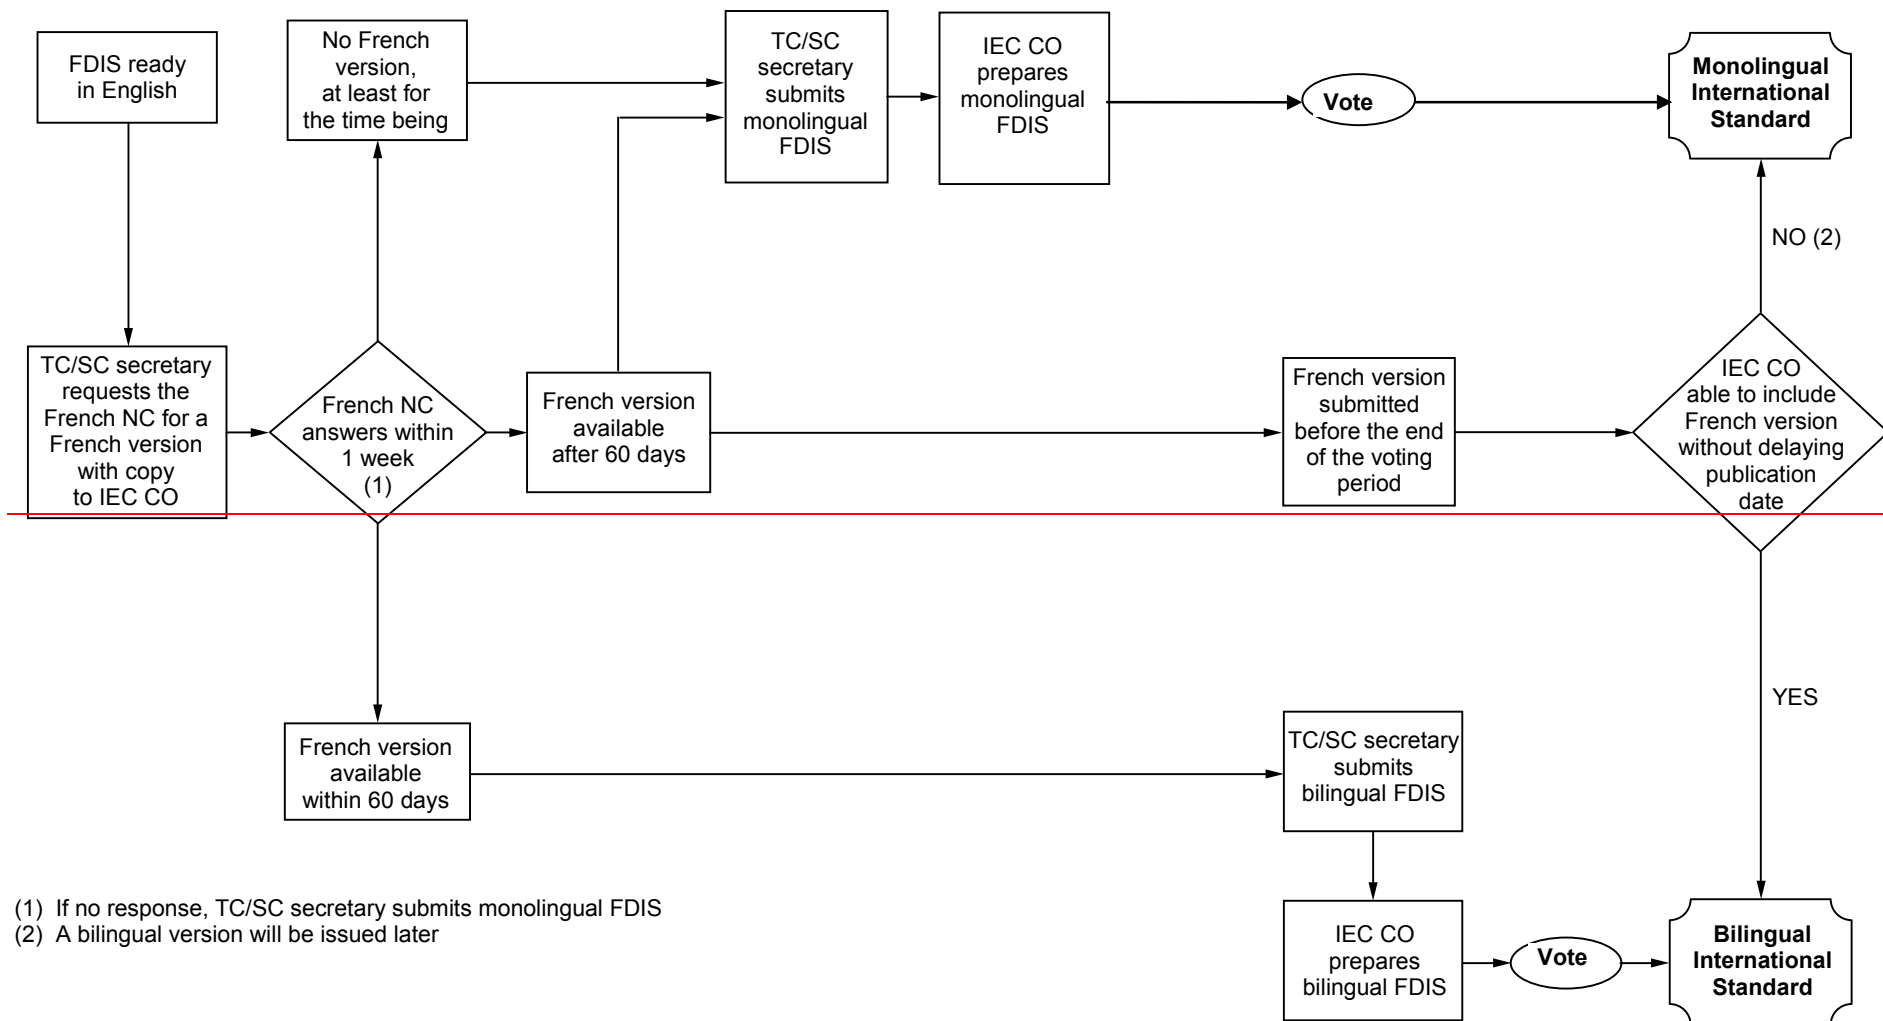 FDIS ready
in English
No French
version,
at least for
the time being
TC/SC
secretary
submits
monolingual
FDIS
IEC CO
prepares
monolingual
FDIS
Vote
Monolingual
International
Standard
NO (2)
TC/SC secretary
requests the
French NC for a
French version
with copy
to IEC CO
French NC
answers within
1 week
(1)
French version
available
after 60 days
French version
submitted
before the end
of the voting
period
IEC CO
able to include
French version
without delaying
publication
date
YES
French version
available
within 60 days
TC/SC secretary
submits
bilingual FDIS
IEC CO
prepares
bilingual FDIS
Vote
Bilingual
International
Standard
(1) If no response, TC/SC secretary submits monolingual FDIS
(2) A bilingual version will be issued later